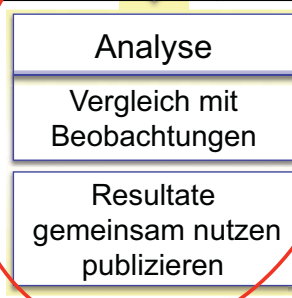 Analyse
Vergleich mit
Beobachtungen
Resultate
gemeinsam nutzen
publizieren